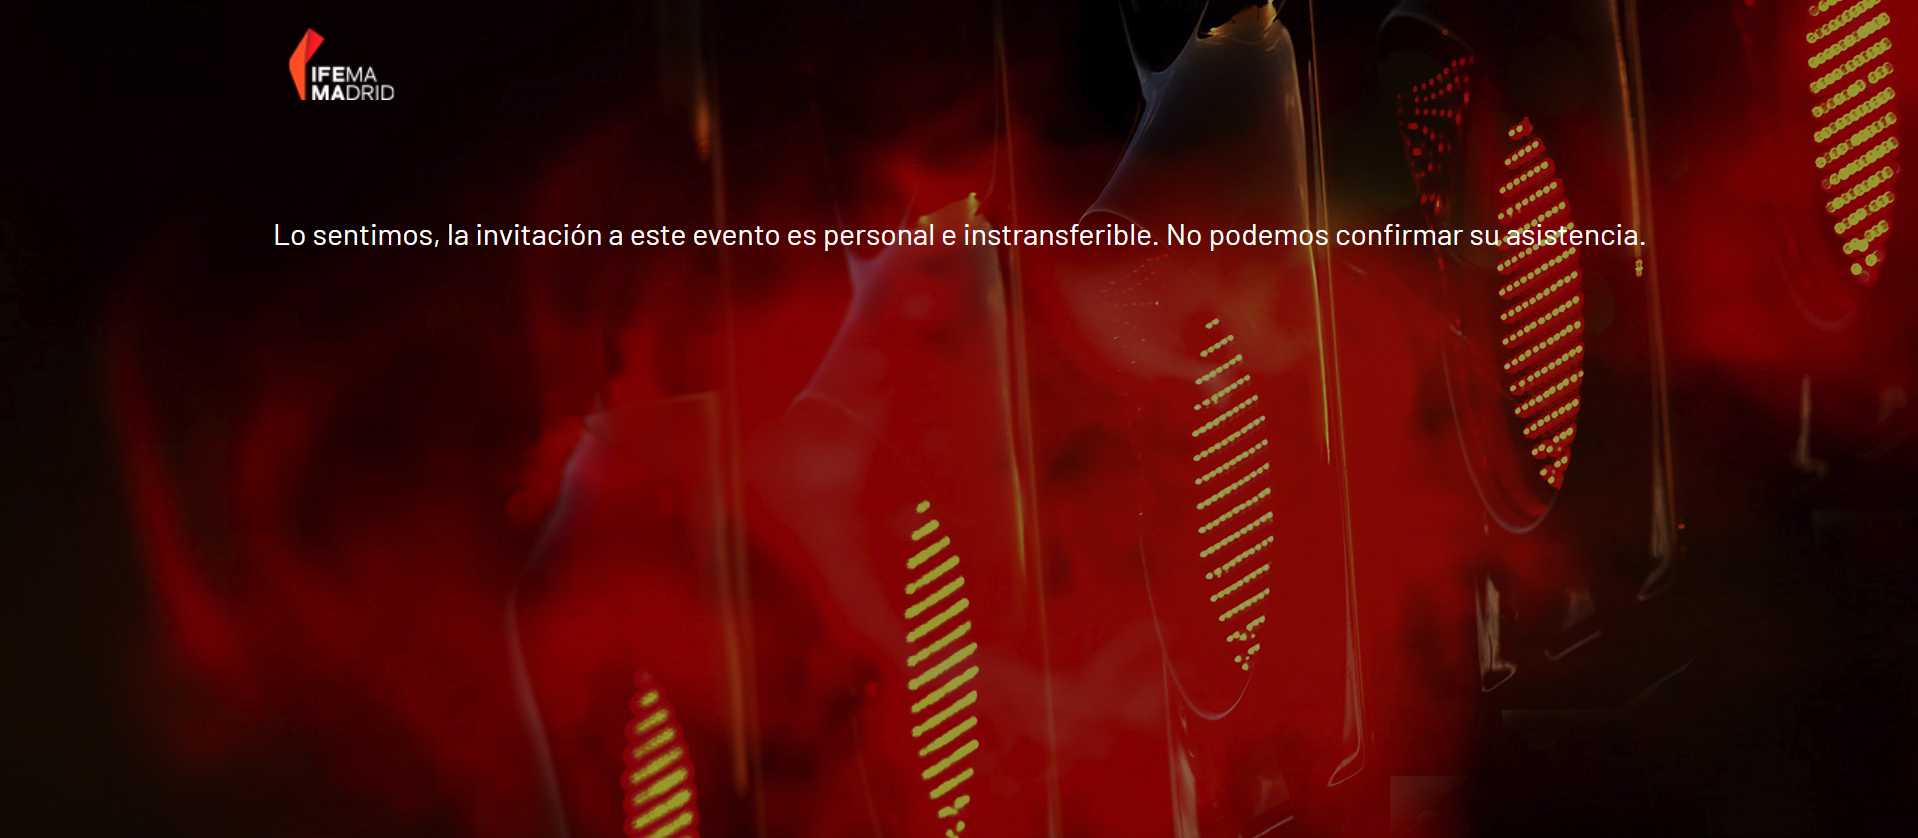 IFEMA
MADRID
Lo sentimos, la invitación a este evento es personal e instransferible. No podemos confirmar su asistencia.